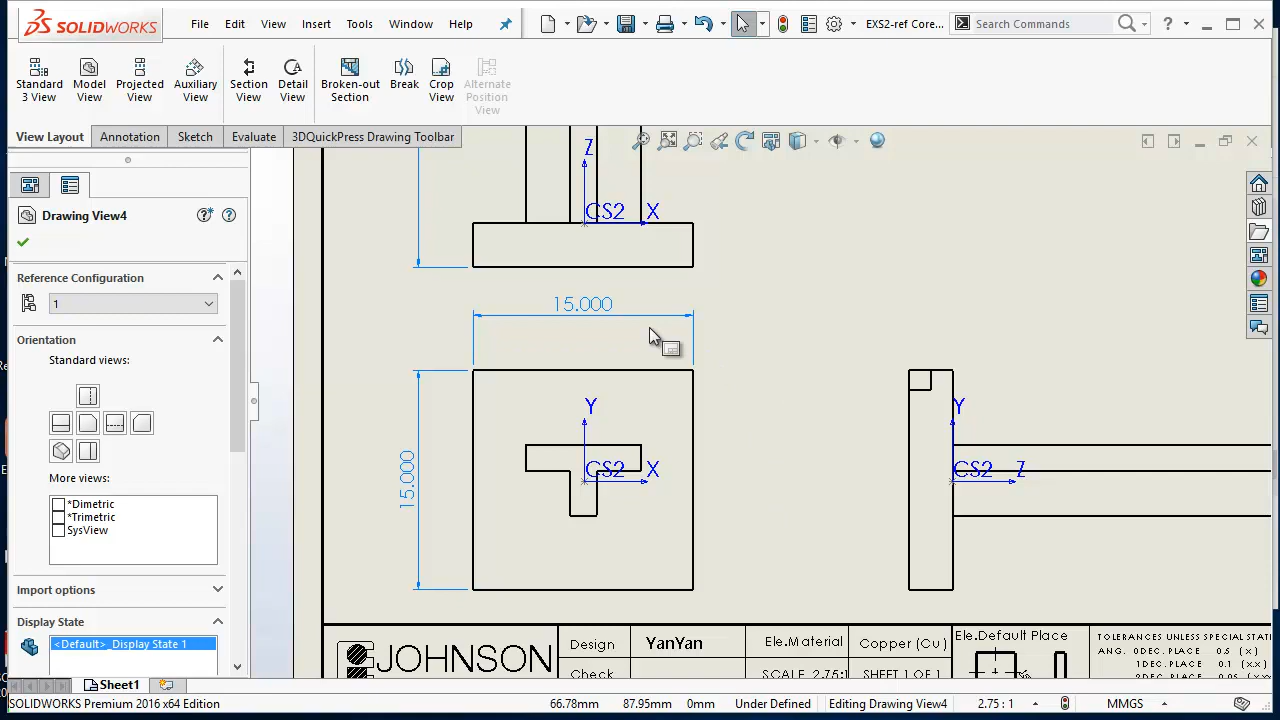 SOLIDWORKS File Edit View Insert Tools Window Help EXS2-ref Core... Search Commands
Standard 3 View Model View Projected View Auxiliary View Section View Detail View Broken-out Section Break Crop View Alternate Position View
View Layout Annotation Sketch Evaluate 3DQuickPress Drawing Toolbar
Drawing View4
Reference Configuration
1
Orientation
Standard views:
More views:
*Dimetric
*Trimetric
SysView
Import options
Display State
<Default>_Display State 1
Z
CS2 X
15.000
15.000
Y
CS2 X
Y
CS2 Z
JOHNSON
Design YanYan Ele.Material Copper (Cu) Ele.Default Place
Check SCALE 2.75:1 SHEET 1 OF 1
TOLERANCES UNLESS SPECIAL STATI
ANG. 0DEC. PLACE 0.5 (X)
1DEC. PLACE 0.1 (XX)
Sheet1
SOLIDWORKS Premium 2016 x64 Edition 66.78mm 87.95mm 0mm Under Defined Editing Drawing View4 2.75 : 1 MMGS